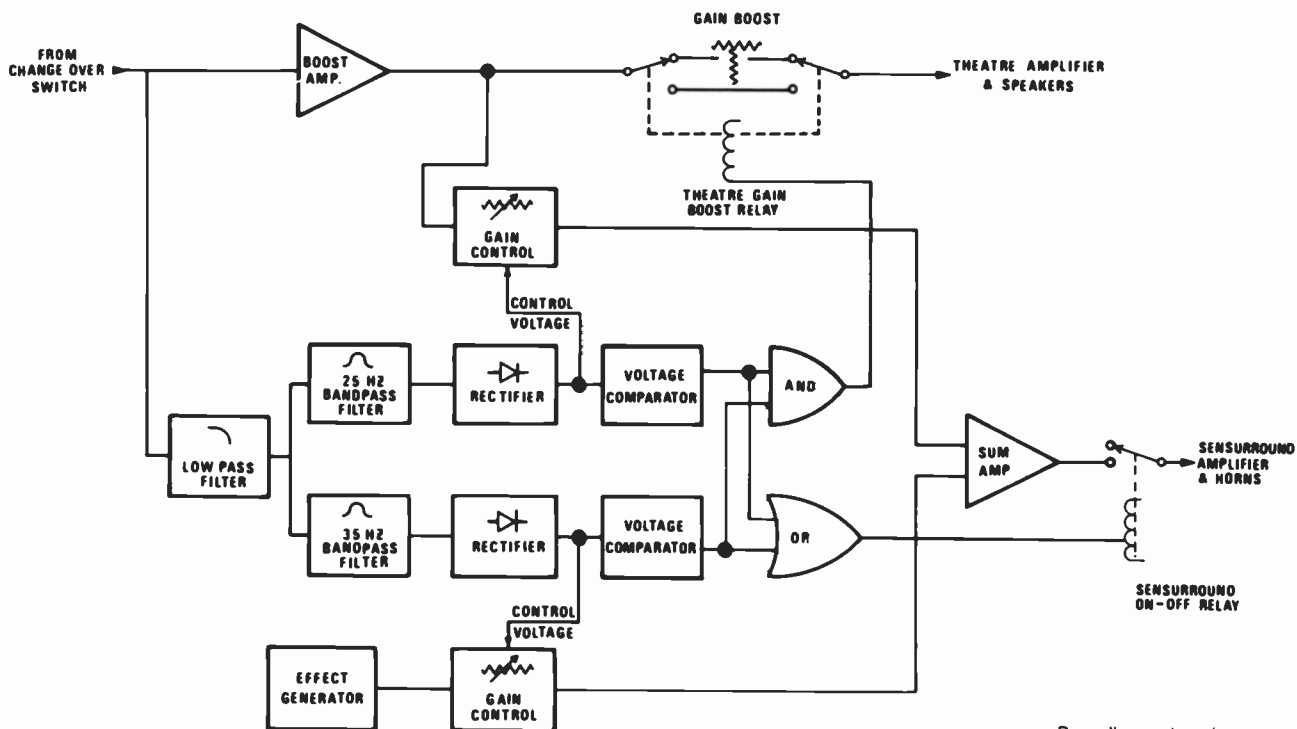 GAIN BOOST
FROM
CHANGE OVER
SWITCH
BOOST
AMP.
THEATRE AMPLIFIER
& SPEAKERS
THEATRE GAIN
BOOST RELAY
GAIN
CONTROL
CONTROL
VOLTAGE
25 HZ
BANDPASS
FILTER
RECTIFIER
VOLTAGE
COMPARATOR
AND
LOW PASS
FILTER
SUM
AMP
SENSURROUND
AMPLIFIER
& HORNS
35 HZ
BANDPASS
FILTER
RECTIFIER
VOLTAGE
COMPARATOR
OR
SENSURROUND
ON-OFF RELAY
CONTROL
VOLTAGE
EFFECT
GENERATOR
GAIN
CONTROL